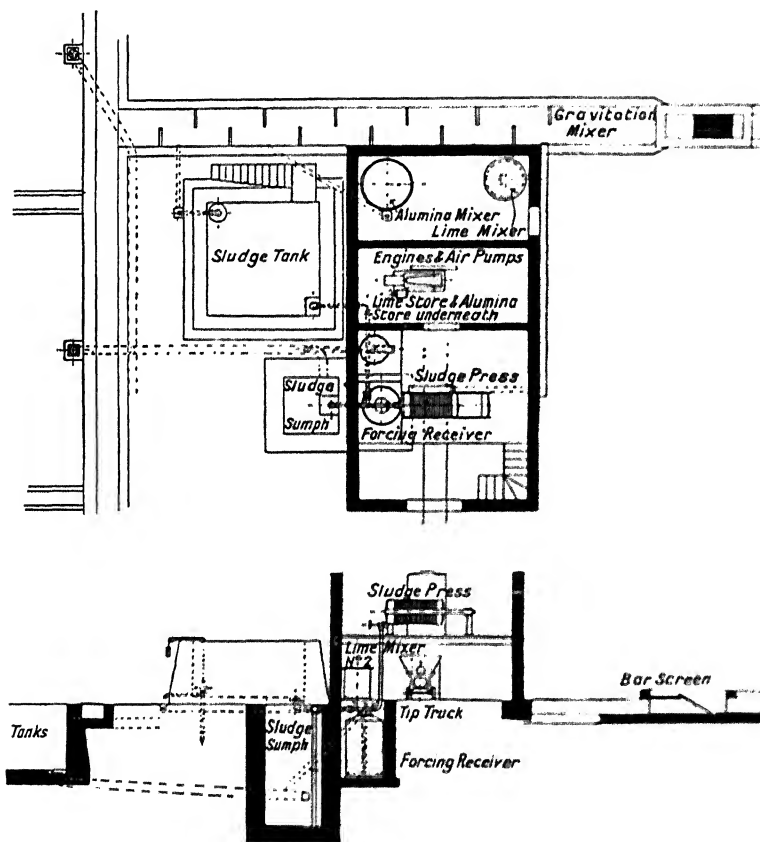 Gravitation
Mixer
Alumina Mixer
Lime Mixer
Sludge Tank
Engines & Air Pumps
Lime Store & Alumina
Store underneath
Sludge
Sumph
Sludge Press
Forcing Receiver
Sludge Press
Lime Mixer
Nº 2
Bar Screen
Tanks
Sludge
Sumph
Tip Truck
Forcing Receiver